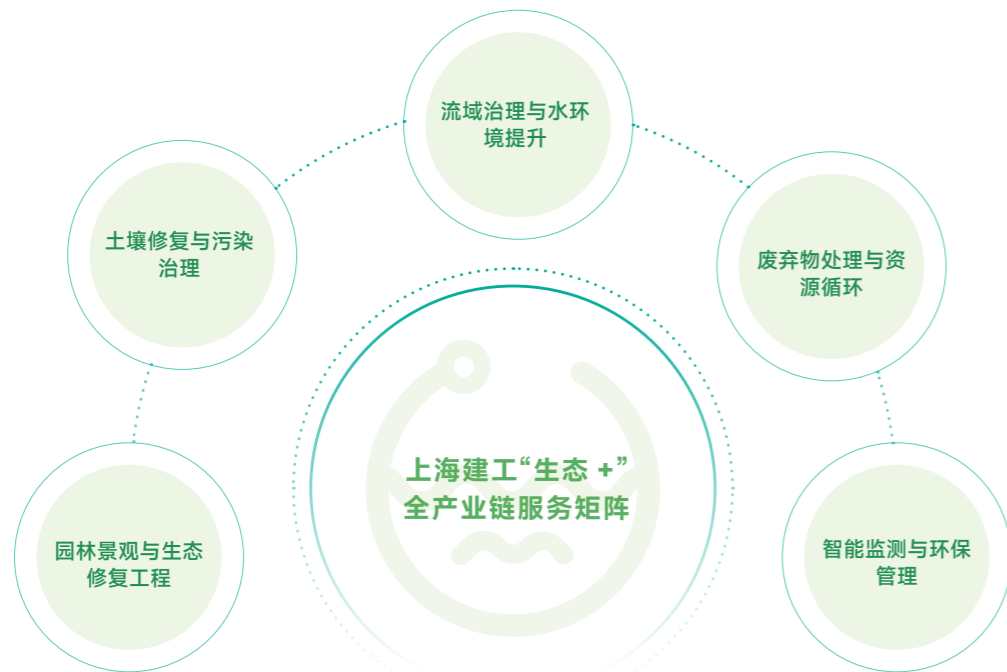 流域治理与水环
境提升
土壤修复与污染
治理
废弃物处理与资
源循环
上海建工“生态 +”
全产业链服务矩阵
园林景观与生态
修复工程
智能监测与环保
管理